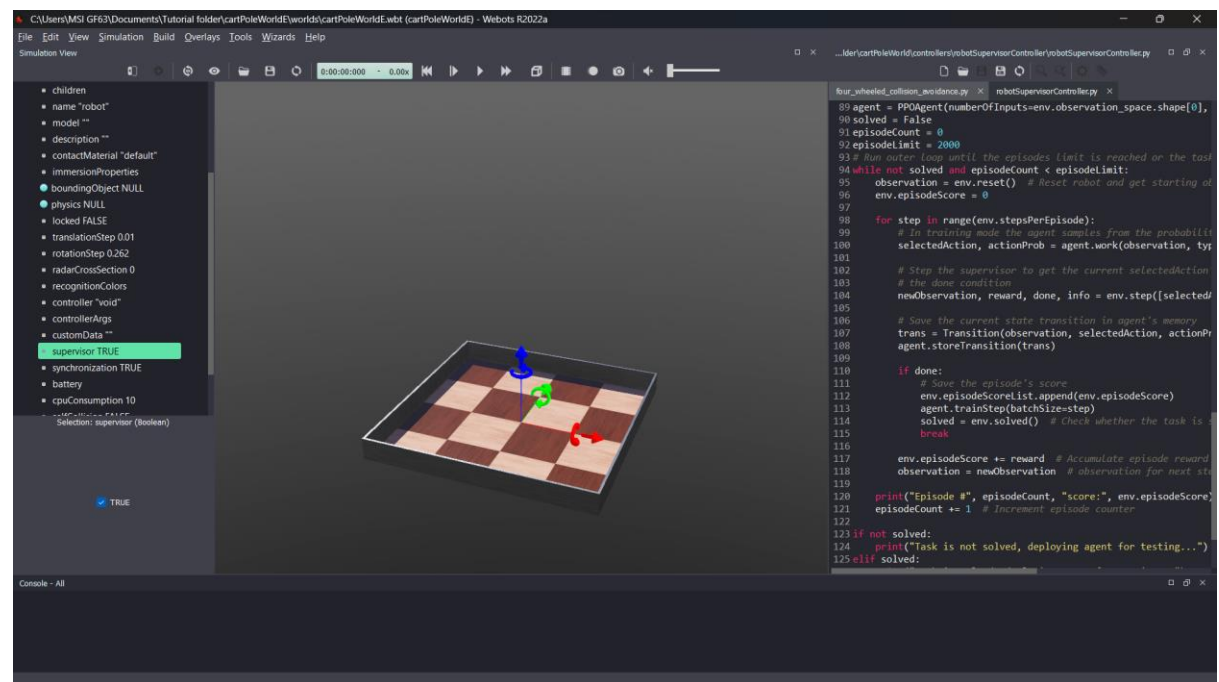 C:\Users\MSI GF63\Documents\Tutorial folder\cartPoleWorldE\worlds\cartPoleWorldE.wbt (cartPoleWorldE) - Webots R2022a
File Edit View Simulation Build Overlays Tools Wizards Help
Simulation View
...lder\cartPoleWorld\controllers\robotSupervisorController\robotSupervisorController.py
0:00:00:000 - 0.00x
children
name "robot"
model ""
description ""
contactMaterial "default"
immersionProperties
boundingObject NULL
physics NULL
locked FALSE
translationStep 0.01
rotationStep 0.262
radarCrossSection 0
recognitionColors
controller "void"
controllerArgs
customData ""
supervisor TRUE
synchronization TRUE
battery
cpuConsumption 10
selfCollision FALSE
Selection: supervisor (Boolean)
TRUE
four_wheeled_collision_avoidance.py robotSupervisorController.py
89 agent = PPOAgent(numberOfInputs=env.observation_space.shape[0],
90 solved = False
91 episodeCount = 0
92 episodeLimit = 2000
93 # Run outer loop until the episodes limit is reached or the task
94 while not solved and episodeCount < episodeLimit:
95 observation = env.reset() # Reset robot and get starting ob
96 env.episodeScore = 0
97
98 for step in range(env.stepsPerEpisode):
99 # In training mode the agent samples from the probabilit
100 selectedAction, actionProb = agent.work(observation, typ
101
102 # Step the supervisor to get the current selectedAction
103 # the done condition
104 newObservation, reward, done, info = env.step([selectedA
105
106 # Save the current state transition in agent's memory
107 trans = Transition(observation, selectedAction, actionPr
108 agent.storeTransition(trans)
109
110 if done:
111 # Save the episode's score
112 env.episodeScoreList.append(env.episodeScore)
113 agent.trainStep(batchSize=step)
114 solved = env.solved() # Check whether the task is s
115 break
116
117 env.episodeScore += reward # Accumulate episode reward
118 observation = newObservation # observation for next ste
119
120 print("Episode #", episodeCount, "score:", env.episodeScore)
121 episodeCount += 1 # Increment episode counter
122
123 if not solved:
124 print("Task is not solved, deploying agent for testing...")
125 elif solved:
Console - All